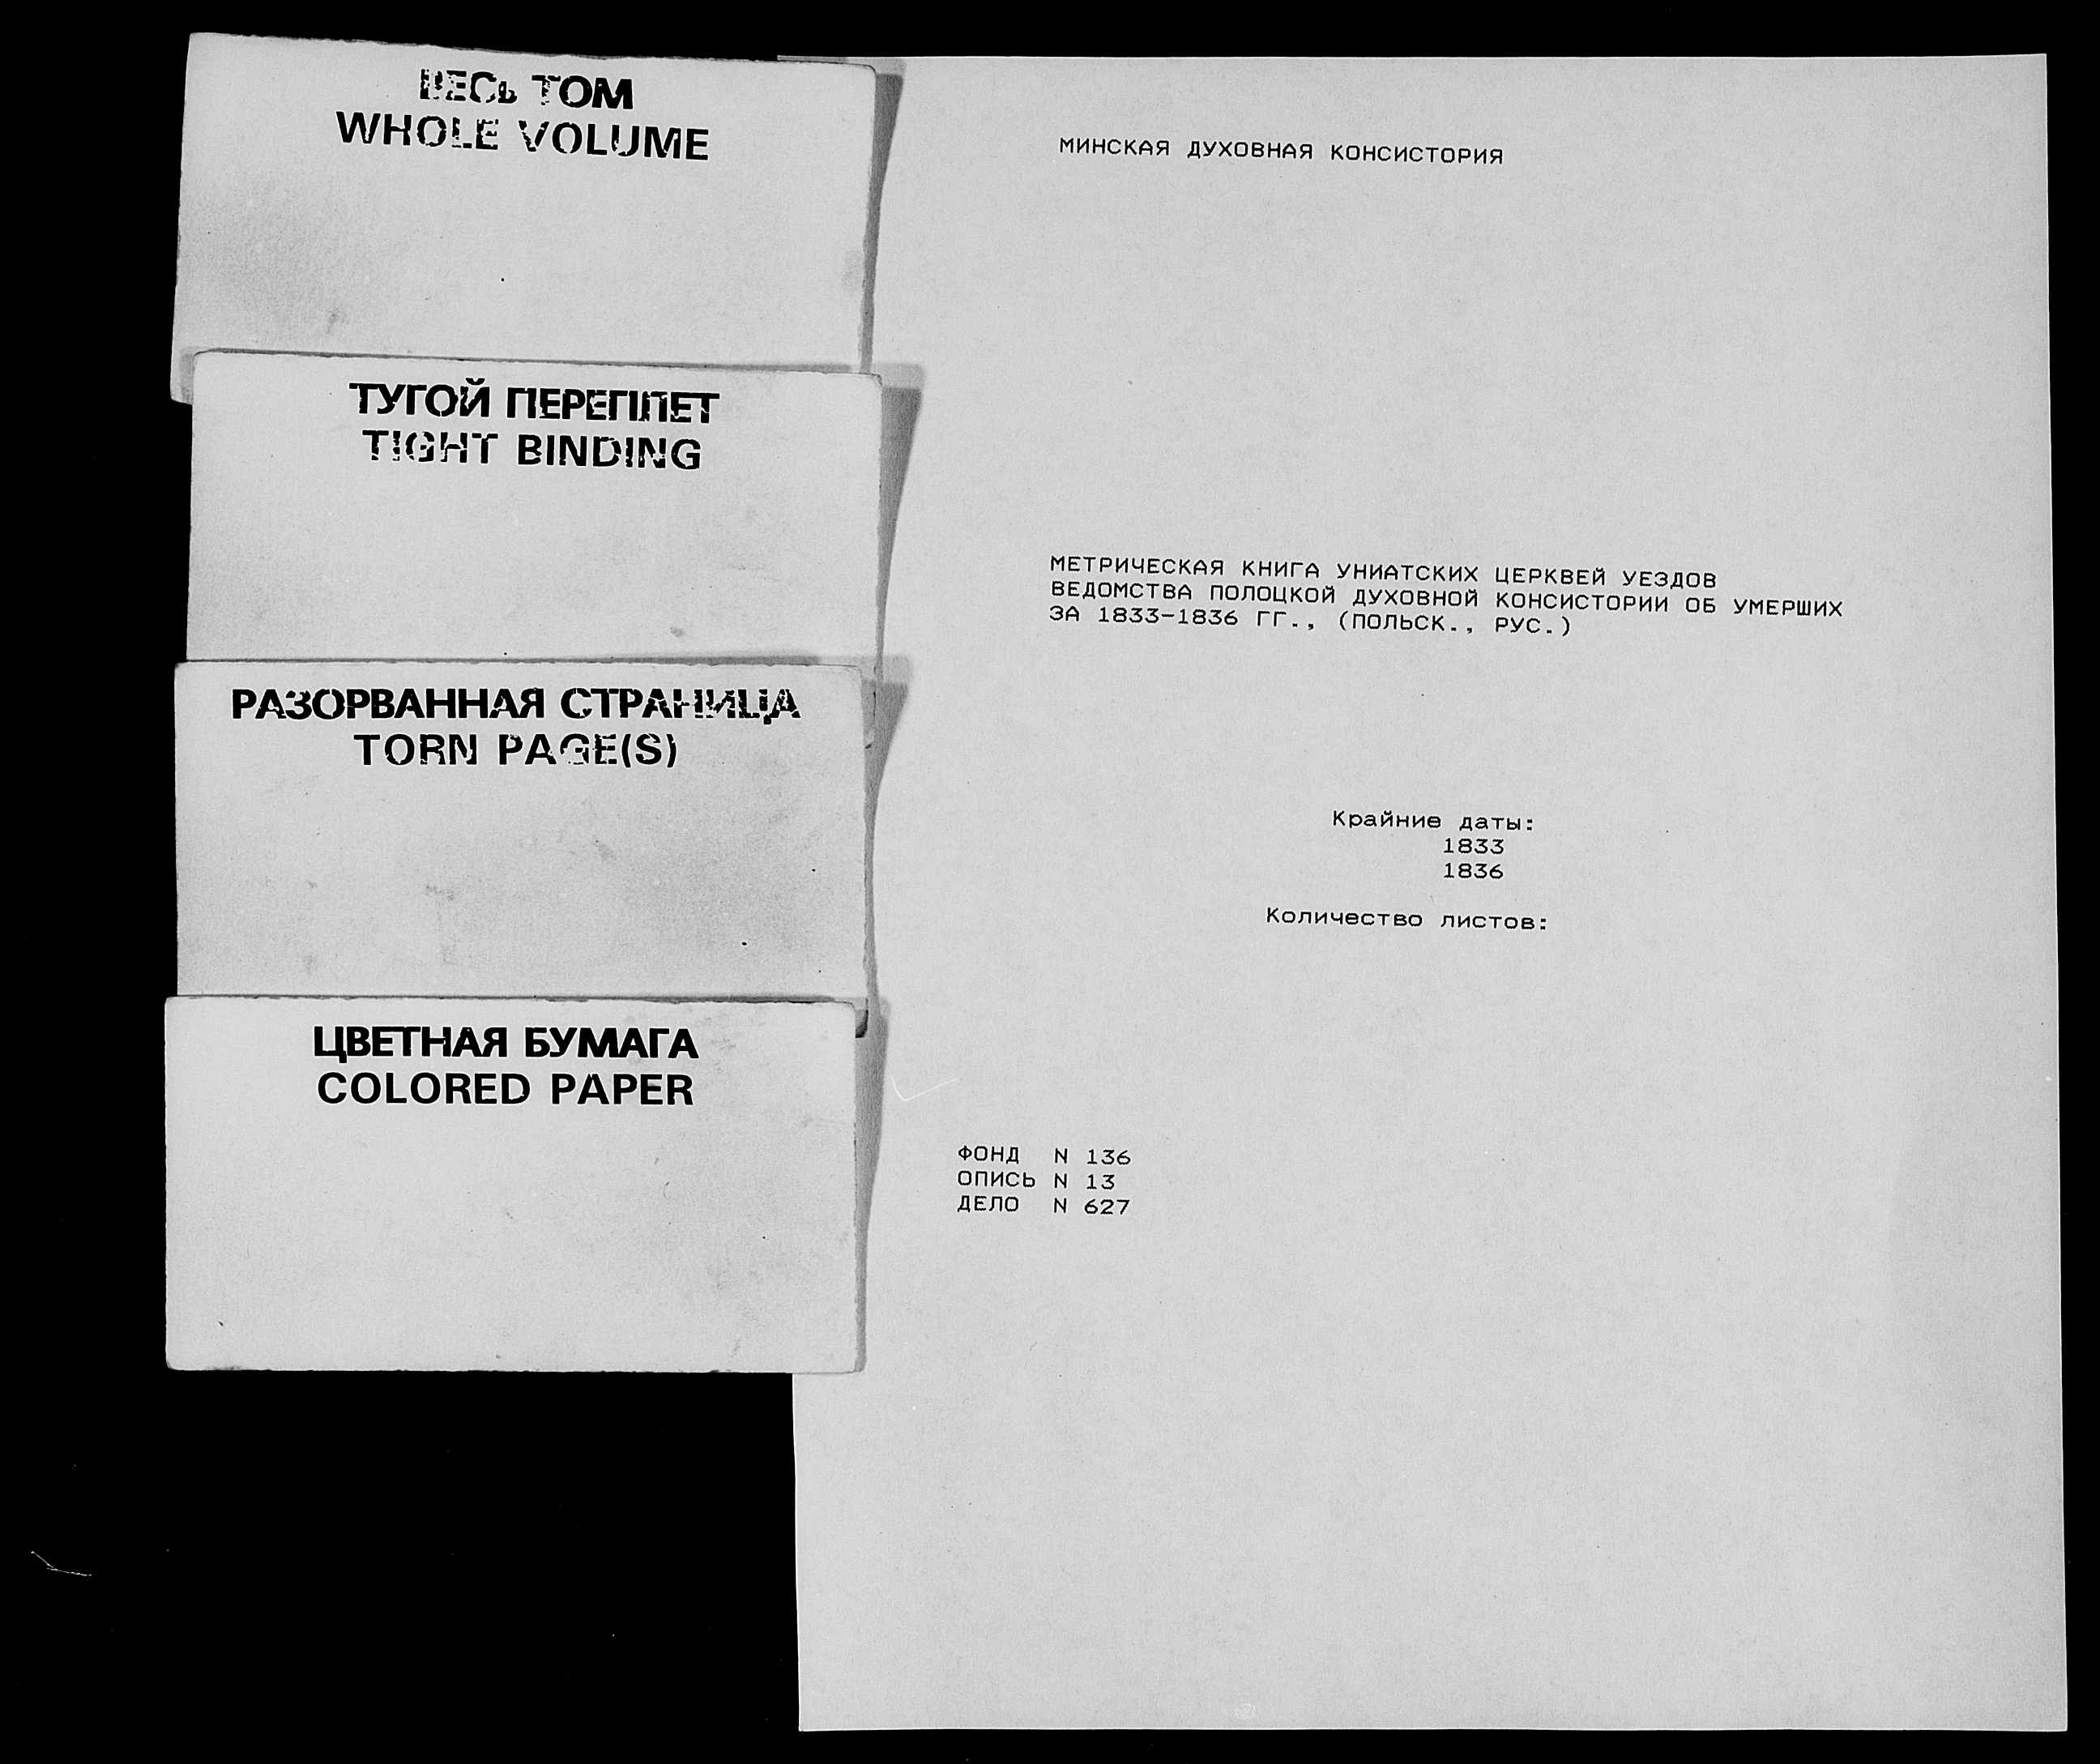 ВЕСЬ ТОМ
WHOLE VOLUME
ТУГОЙ ПЕРЕПЛЕТ
TIGHT BINDING
РАЗОРВАННАЯ СТРАНИЦА
TORN PAGE(S)
ЦВЕТНАЯ БУМАГА
COLORED PAPER
МИНСКАЯ ДУХОВНАЯ КОНСИСТОРИЯ
МЕТРИЧЕСКАЯ КНИГА УНИАТСКИХ ЦЕРКВЕЙ УЕЗДОВ
ВЕДОМСТВА ПОЛОЦКОЙ ДУХОВНОЙ КОНСИСТОРИИ ОБ УМЕРШИХ
ЗА 1833-1836 ГГ., (ПОЛЬСК., РУС.)
Крайние даты:
1833
1836
Количество листов:
ФОНД N 136
ОПИСЬ N 13
ДЕЛО N 627